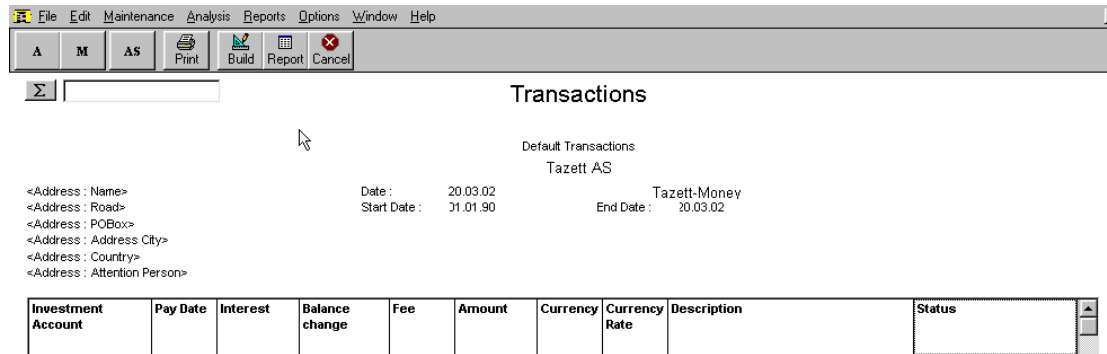 File Edit Maintenance Analysis Reports Options Window Help
A M AS Print Build Report Cancel
Σ
Transactions
Default Transactions
Tazett AS
<Address : Name> Date : 20.03.02 Tazett-Money
<Address : Road> Start Date : 01.01.90 End Date : 20.03.02
<Address : POBox>
<Address : Address City>
<Address : Country>
<Address : Attention Person>
Investment Pay Date Interest Balance Fee Amount Currency Currency Description Status
Account change Rate